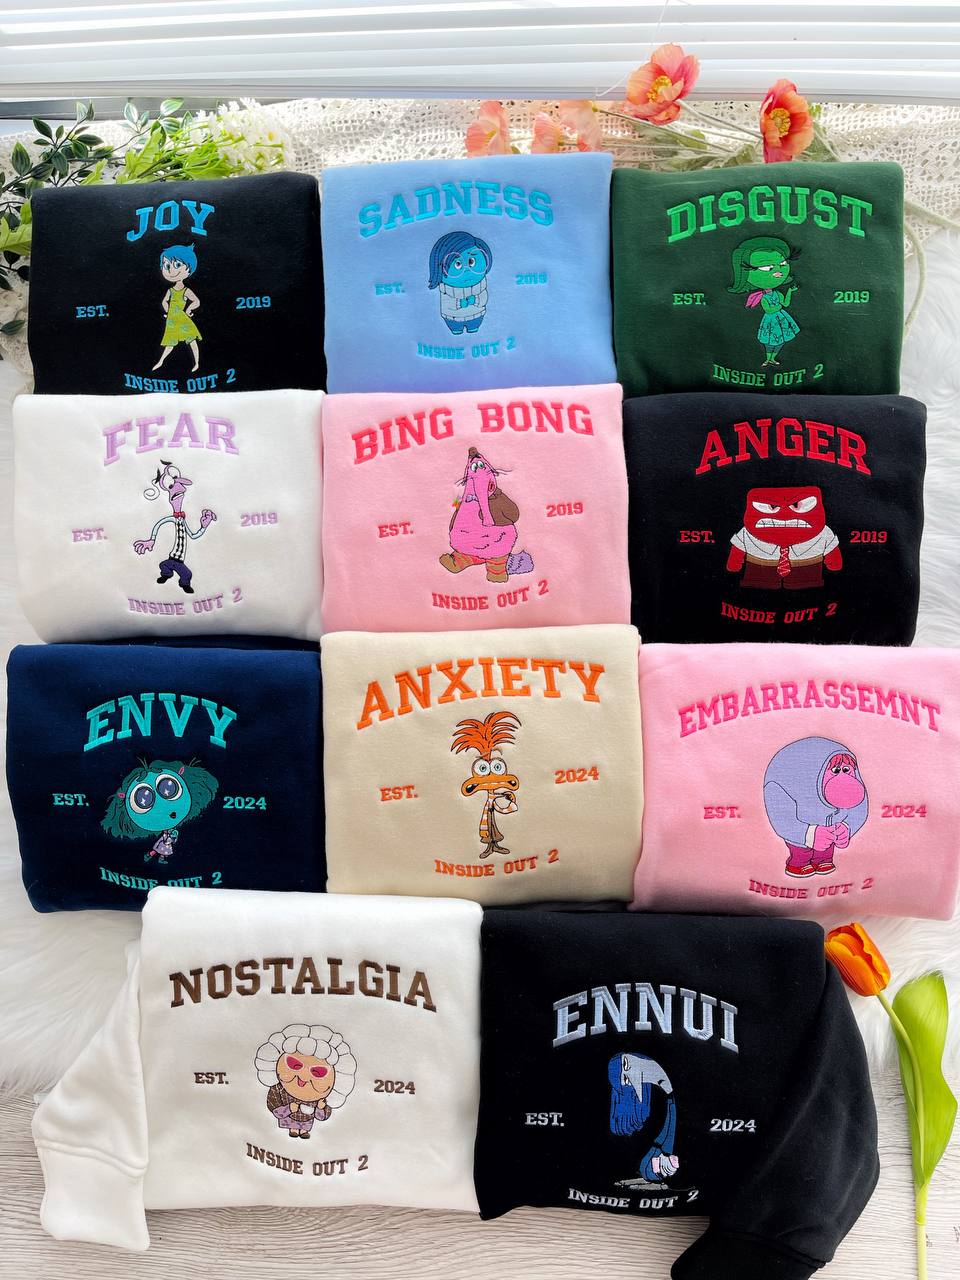 JOY
EST. 2019
INSIDE OUT 2
SADNESS
EST. 2019
INSIDE OUT 2
DISGUST
EST. 2019
INSIDE OUT 2
FEAR
EST. 2019
INSIDE OUT 2
BING BONG
EST. 2019
INSIDE OUT 2
ANGER
EST. 2019
INSIDE OUT 2
ENVY
EST. 2024
INSIDE OUT 2
ANXIETY
EST. 2024
INSIDE OUT 2
EMBARRASSEMNT
EST. 2024
INSIDE OUT 2
NOSTALGIA
EST. 2024
INSIDE OUT 2
ENNUI
EST. 2024
INSIDE OUT 2